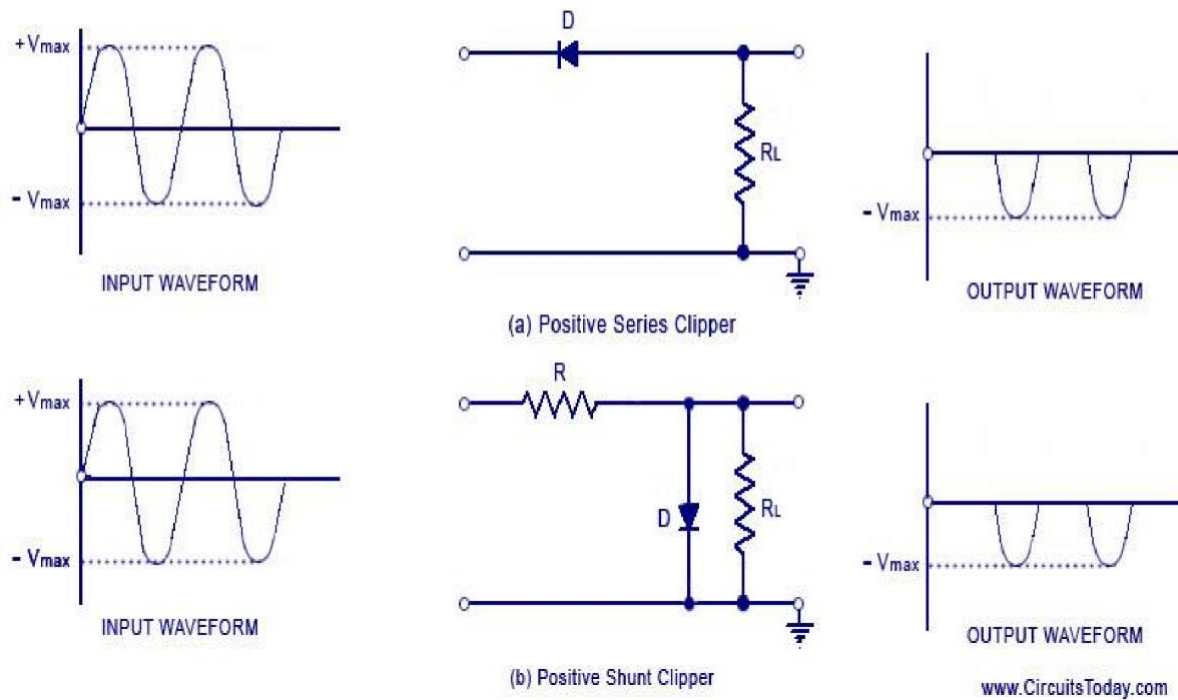 +Vmax
- Vmax
INPUT WAVEFORM
D
RL
- Vmax
OUTPUT WAVEFORM
(a) Positive Series Clipper
+Vmax
- Vmax
INPUT WAVEFORM
R
D
RL
- Vmax
OUTPUT WAVEFORM
(b) Positive Shunt Clipper
www.CircuitsToday.com